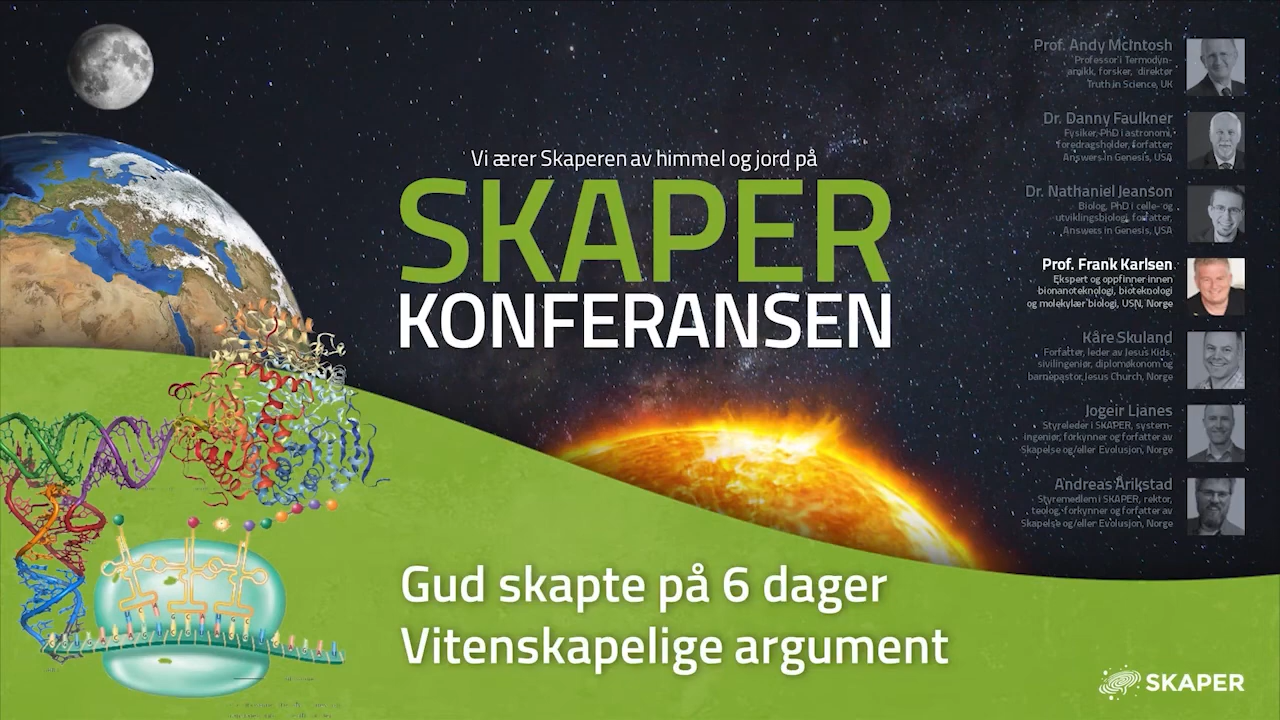 Vi ærer Skaperen av himmel og jord på
SKAPER
KONFERANSEN
Gud skapte på 6 dager
Vitenskapelige argument
Prof. Andy McIntosh
Professor i Termodyn-
amikk, forsker, direktør
Truth in Science, UK
Dr. Danny Faulkner
Fysiker, PhD i astronomi,
foredragsholder, forfatter,
Answers in Genesis, USA
Dr. Nathaniel Jeanson
Biolog, PhD i celle- og
utviklingsbiologi, forfatter,
Answers in Genesis, USA
Prof. Frank Karlsen
Ekspert og oppfinner innen
bionanoteknologi, bioteknologi
og molekylær biologi, USN, Norge
Kåre Skuland
Forfatter, leder av Jesus Kids,
sivilingeniør, diplomøkonom og
barnepastor Jesus Church, Norge
Jogeir Lianes
Styreleder i SKAPER, system-
ingeniør, forkynner og forfatter av
Skapelse og/eller Evolusjon, Norge
Andreas Årikstad
Styremedlem i SKAPER, rektor,
teolog, forkynner og forfatter av
Skapelse og/eller Evolusjon, Norge
SKAPER